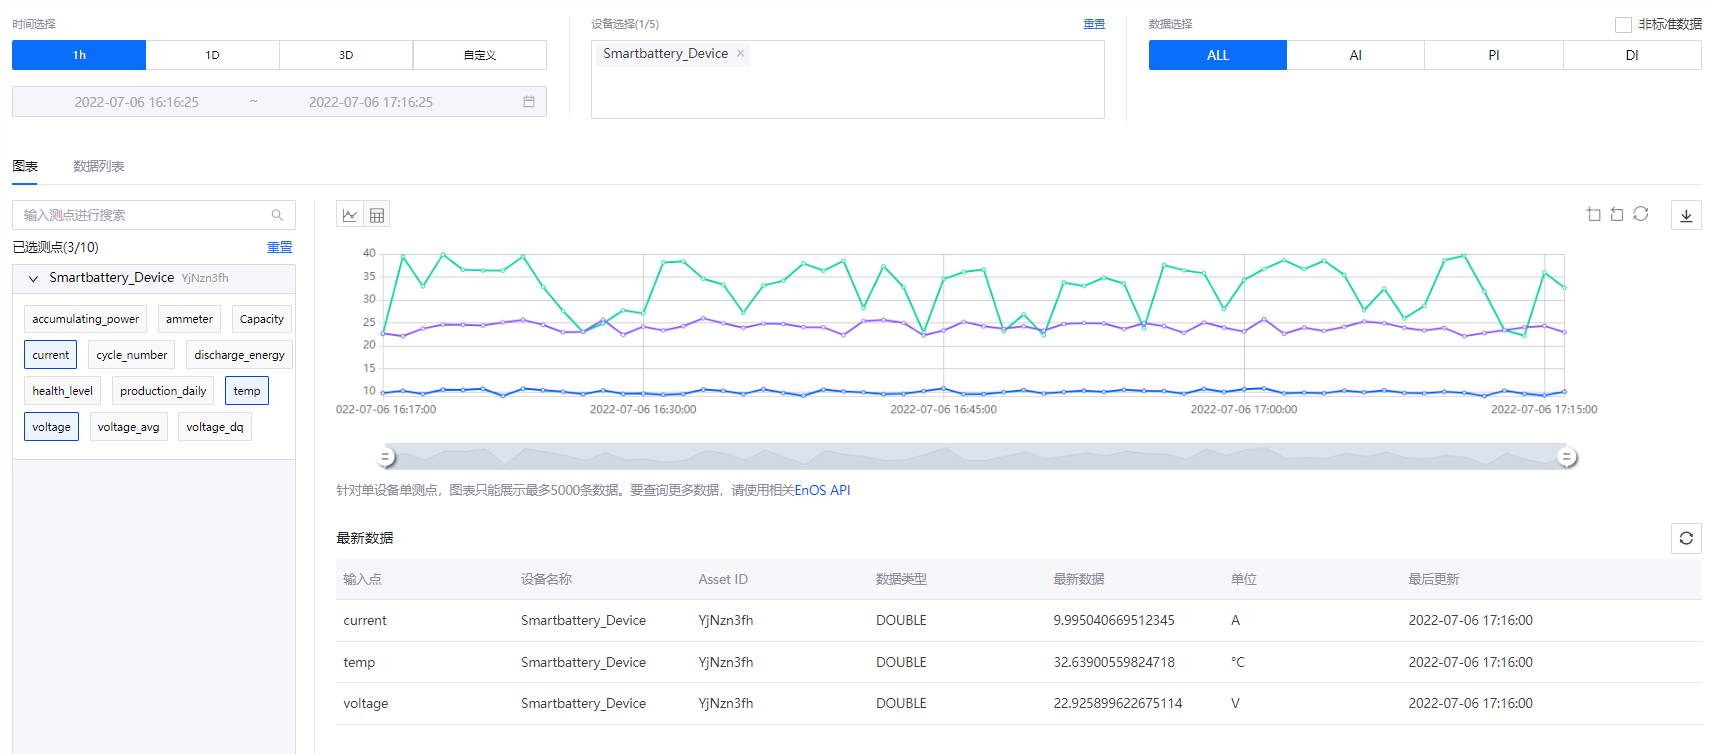 时间选择
1h
1D
3D
自定义
2022-07-06 16:16:25 ~ 2022-07-06 17:16:25
设备选择(1/5)
重置
Smartbattery_Device ×
数据选择
非标准数据
ALL
AI
PI
DI
图表
数据列表
输入测点进行搜索
已选测点(3/10)
重置
Smartbattery_Device YjNzn3fh
accumulating_power
ammeter
Capacity
current
cycle_number
discharge_energy
health_level
production_daily
temp
voltage
voltage_avg
voltage_dq
40
35
30
25
20
15
10
022-07-06 16:17:00
2022-07-06 16:30:00
2022-07-06 16:45:00
2022-07-06 17:00:00
2022-07-06 17:15:00
针对单设备单测点，图表只能展示最多5000条数据。要查询更多数据，请使用相关EnOS API
最新数据
输入点 设备名称 Asset ID 数据类型 最新数据 单位 最后更新
current Smartbattery_Device YjNzn3fh DOUBLE 9.995040669512345 A 2022-07-06 17:16:00
temp Smartbattery_Device YjNzn3fh DOUBLE 32.63900559824718 °C 2022-07-06 17:16:00
voltage Smartbattery_Device YjNzn3fh DOUBLE 22.925899622675114 V 2022-07-06 17:16:00